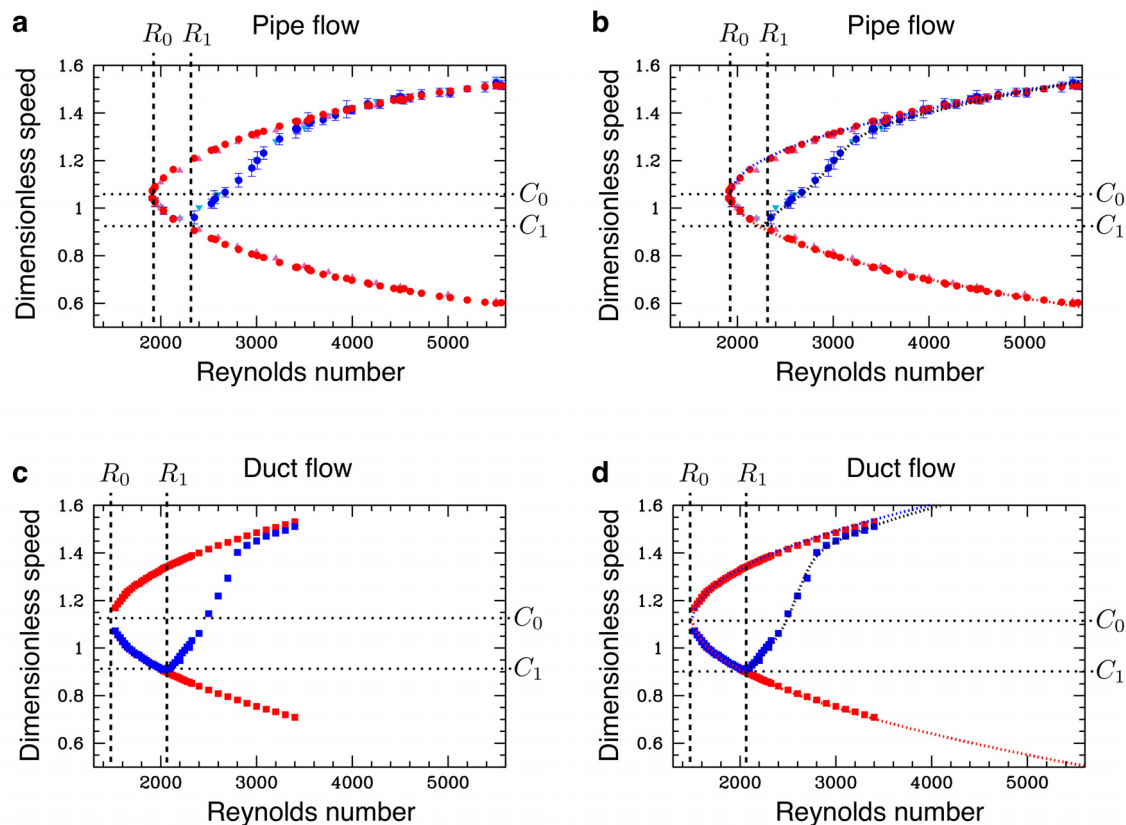 a
Pipe flow
R₀ R₁
1.6
1.4
1.2
1
0.8
0.6
C₀
C₁
Dimensionless speed
2000 3000 4000 5000
Reynolds number
b
Pipe flow
R₀ R₁
1.6
1.4
1.2
1
0.8
0.6
C₀
C₁
Dimensionless speed
2000 3000 4000 5000
Reynolds number
c
Duct flow
R₀ R₁
1.6
1.4
1.2
1
0.8
0.6
C₀
C₁
Dimensionless speed
2000 3000 4000 5000
Reynolds number
d
Duct flow
R₀ R₁
1.6
1.4
1.2
1
0.8
0.6
C₀
C₁
Dimensionless speed
2000 3000 4000 5000
Reynolds number